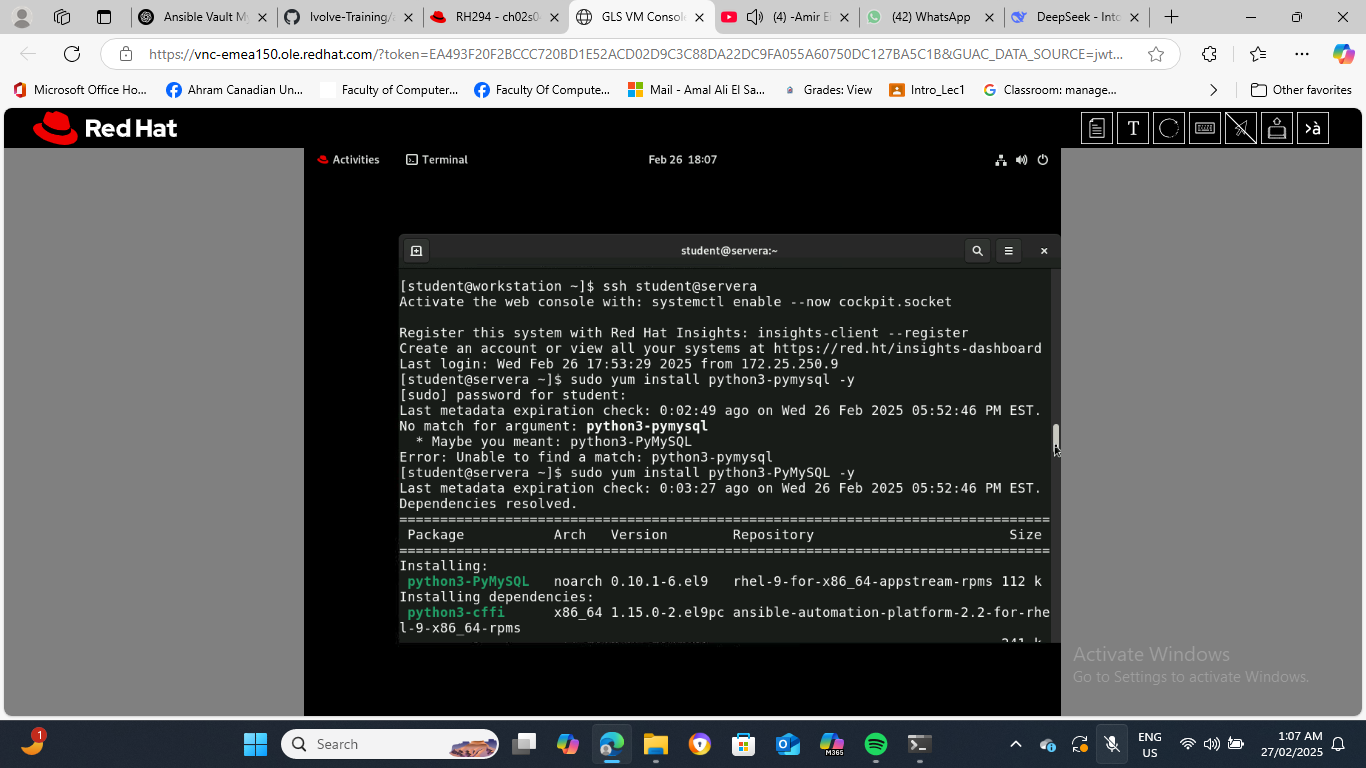 Ansible Vault M
Ivolve-Training/a
RH294 - ch02s0
GLS VM Consol
(4) -Amir E
(42) WhatsApp
DeepSeek - Into
https://vnc-emea150.ole.redhat.com/?token=EA493F20F2BCCC720BD1E52ACD02D9C3C88DA22DC9FA055A60750DC127BA5C1B&GUAC_DATA_SOURCE=jwt...
Microsoft Office Ho...
Ahram Canadian Un...
Faculty of Computer...
Faculty Of Compute...
Mail - Amal Ali El Sa...
Grades: View
Intro_Lec1
Classroom: manage...
Other favorites
Red Hat
T
>à
Activities
Terminal
Feb 26 18:07
student@servera:~
[student@workstation ~]$ ssh student@servera
Activate the web console with: systemctl enable --now cockpit.socket
Register this system with Red Hat Insights: insights-client --register
Create an account or view all your systems at https://red.ht/insights-dashboard
Last login: Wed Feb 26 17:53:29 2025 from 172.25.250.9
[student@servera ~]$ sudo yum install python3-pymysql -y
[sudo] password for student:
Last metadata expiration check: 0:02:49 ago on Wed 26 Feb 2025 05:52:46 PM EST.
No match for argument: python3-pymysql
* Maybe you meant: python3-PyMySQL
Error: Unable to find a match: python3-pymysql
[student@servera ~]$ sudo yum install python3-PyMySQL -y
Last metadata expiration check: 0:03:27 ago on Wed 26 Feb 2025 05:52:46 PM EST.
Dependencies resolved.
================================================================================
Package Arch Version Repository Size
================================================================================
Installing:
python3-PyMySQL noarch 0.10.1-6.el9 rhel-9-for-x86_64-appstream-rpms 112 k
Installing dependencies:
python3-cffi x86_64 1.15.0-2.el9pc ansible-automation-platform-2.2-for-rhe
l-9-x86_64-rpms
Activate Windows
Go to Settings to activate Windows.
1
Search
M365
ENG
US
1:07 AM
27/02/2025